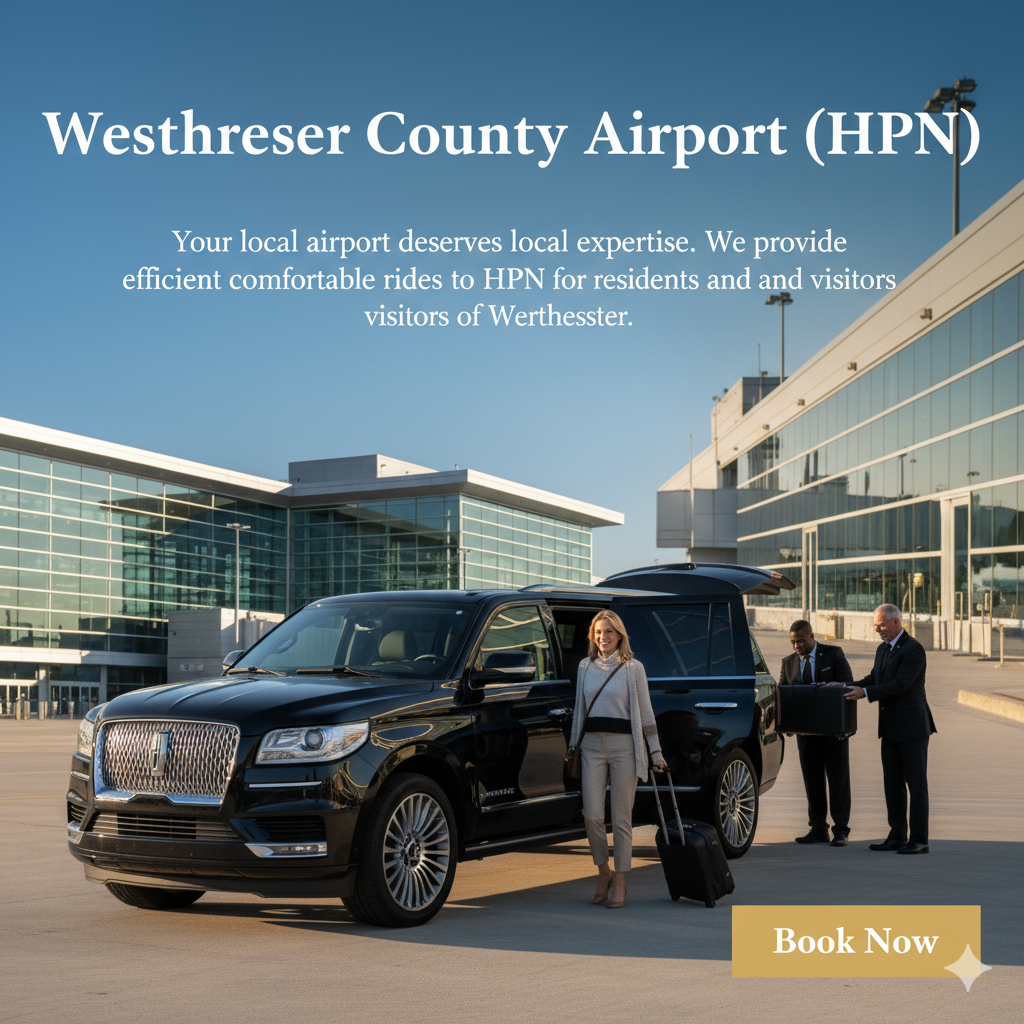 Westhreser County Airport (HPN)
Your local airport deserves local expertise. We provide
efficient comfortable rides to HPN for residents and and visitors
visitors of Werthesster.
Book Now